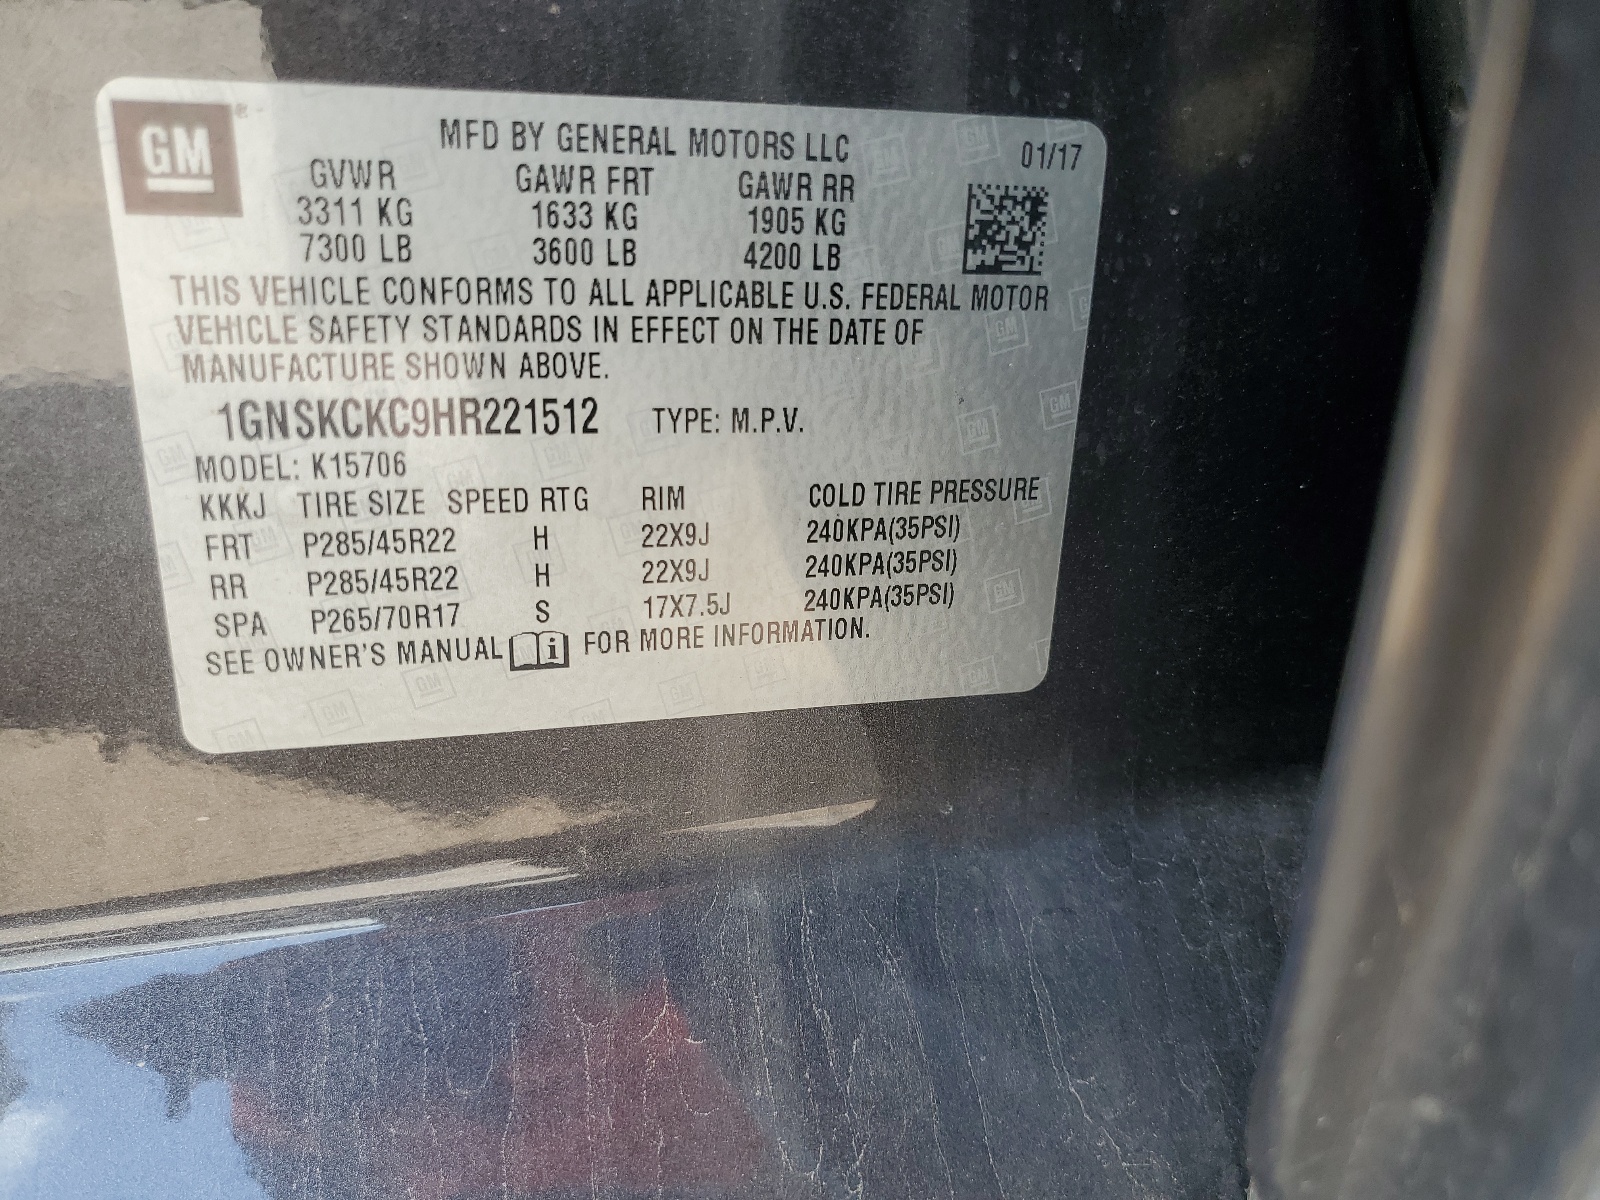 GM ®
MFD BY GENERAL MOTORS LLC
01/17
GVWR GAWR FRT GAWR RR
3311 KG 1633 KG 1905 KG
7300 LB 3600 LB 4200 LB
THIS VEHICLE CONFORMS TO ALL APPLICABLE U.S. FEDERAL MOTOR
VEHICLE SAFETY STANDARDS IN EFFECT ON THE DATE OF
MANUFACTURE SHOWN ABOVE.
1GNSKCKC9HR221512 TYPE: M.P.V.
MODEL: K15706
KKKJ TIRE SIZE SPEED RTG RIM COLD TIRE PRESSURE
FRT P285/45R22 H 22X9J 240KPA(35PSI)
RR P285/45R22 H 22X9J 240KPA(35PSI)
SPA P265/70R17 S 17X7.5J 240KPA(35PSI)
SEE OWNER'S MANUAL i FOR MORE INFORMATION.